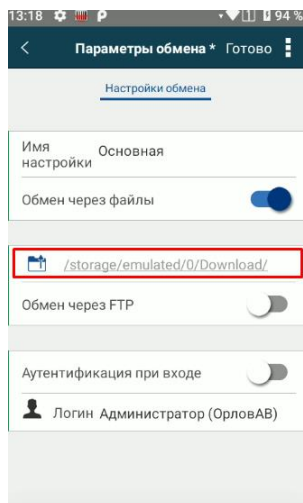 13:18 P 94 %
Параметры обмена * Готово
Настройки обмена
Имя настройки Основная
Обмен через файлы
/storage/emulated/0/Download/
Обмен через FTP
Аутентификация при входе
Логин Администратор (ОрловАВ)